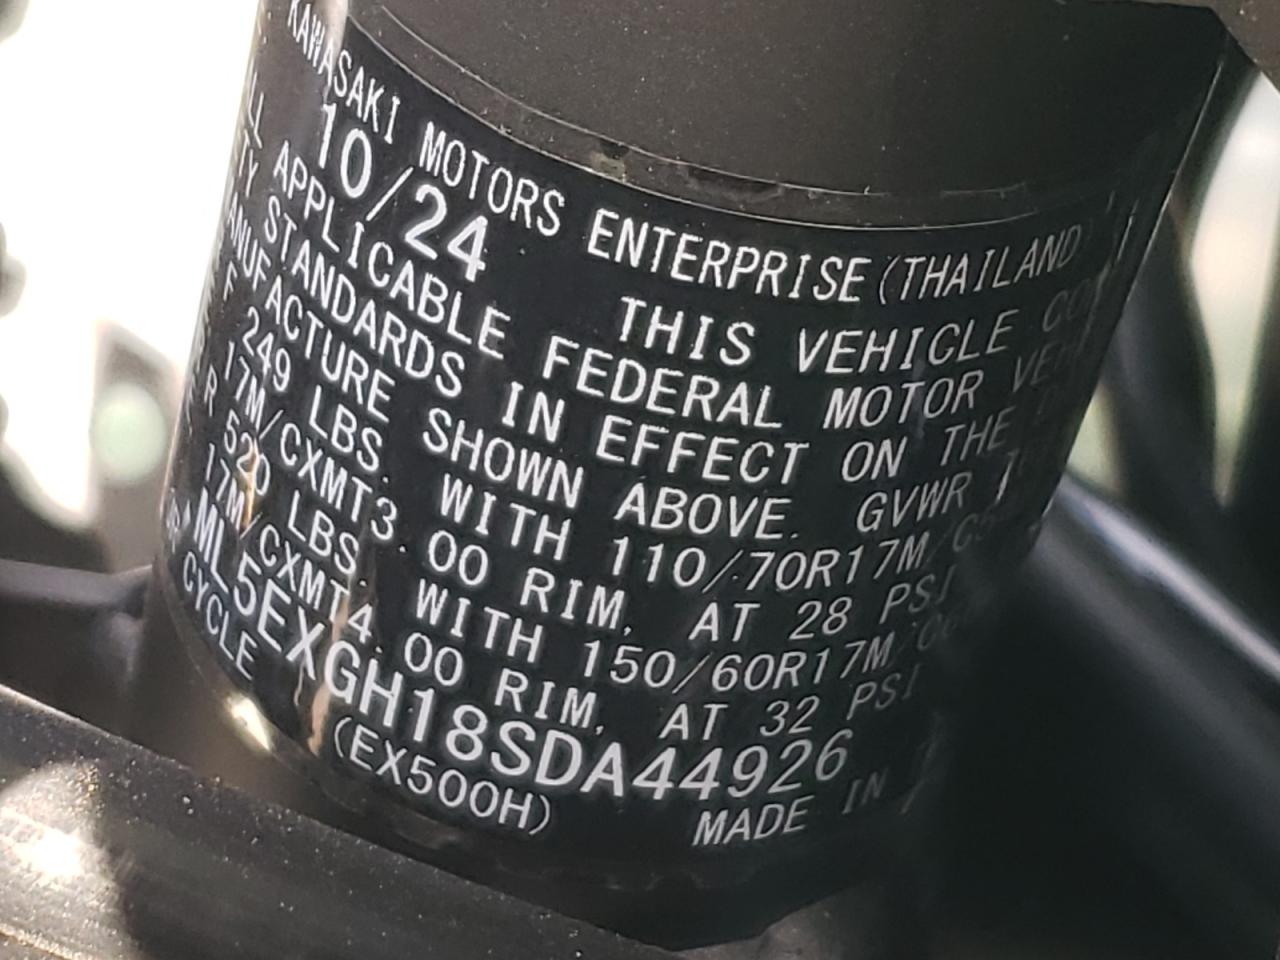 KAWASAKI MOTORS ENTERPRISE (THAILAND
10/24 THIS VEHICLE
APPLICABLE FEDERAL MOTOR
STANDARDS IN EFFECT ON THE
MANUFACTURE SHOWN ABOVE. GVWR
F 249 LBS. WITH 110/70R17M/C
17M/CXMT3.00 RIM, AT 28 PSI
R 520 LBS. WITH 150/60R17M
17M/CXMT4.00 RIM, AT 32 PSI
ML5EXGH18SDA44926
CYCLE (EX500H) MADE IN